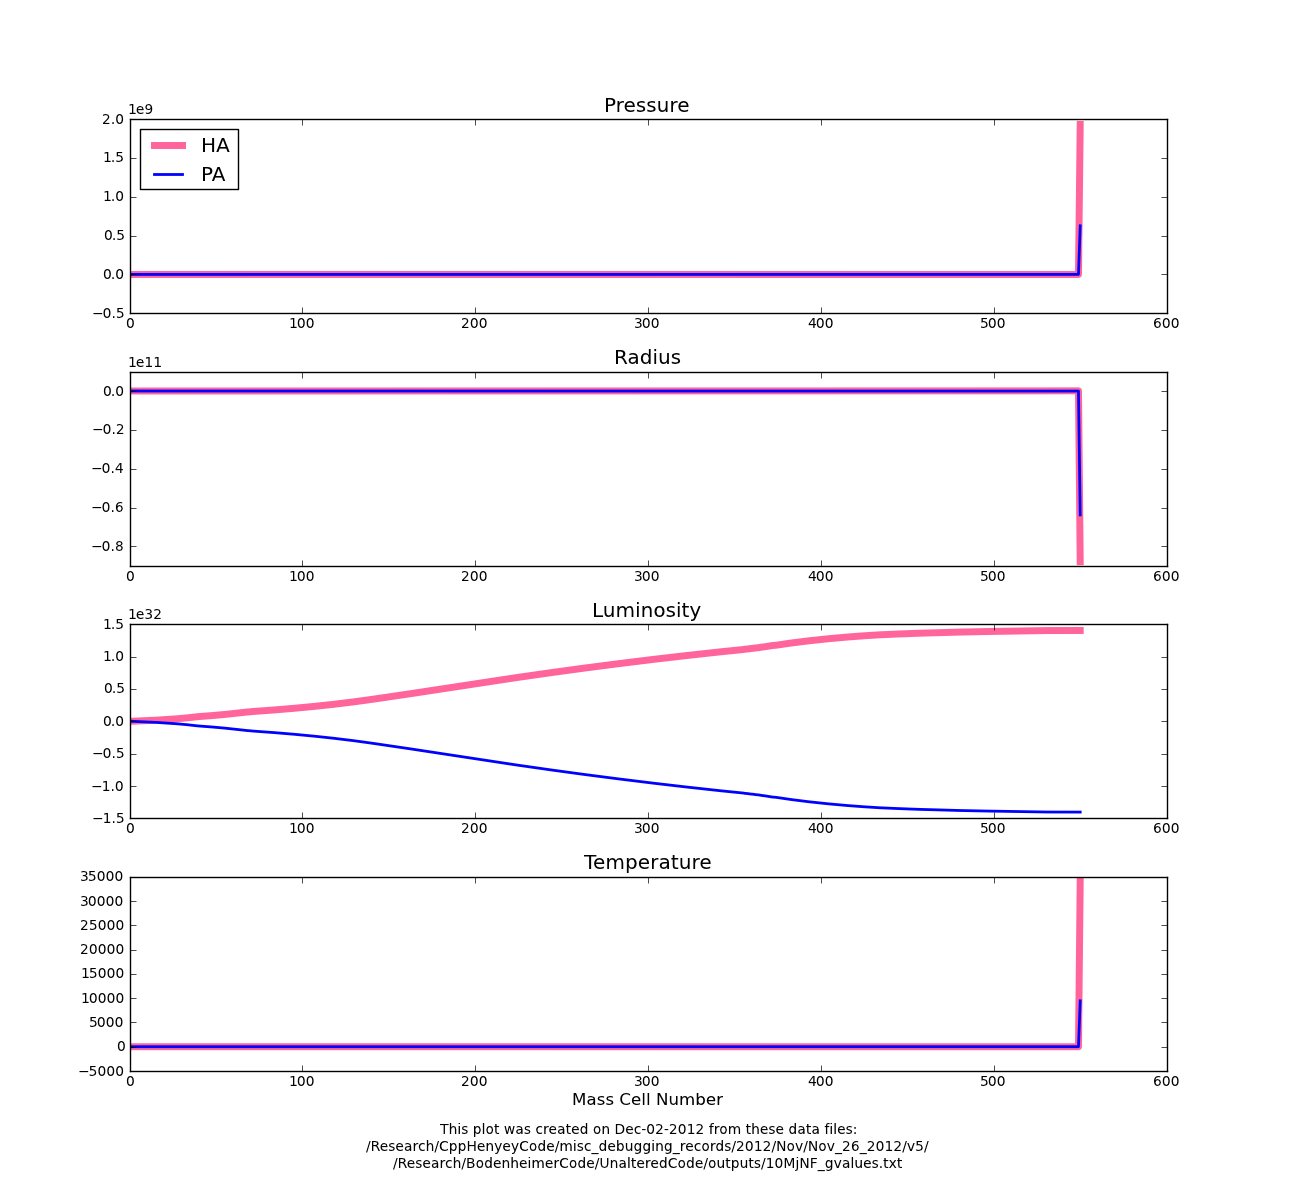 Pressure
1e9
2.0
1.5
1.0
0.5
0.0
−0.5
HA
PA
0 100 200 300 400 500 600
Radius
1e11
0.0
−0.2
−0.4
−0.6
−0.8
0 100 200 300 400 500 600
Luminosity
1e32
1.5
1.0
0.5
0.0
−0.5
−1.0
−1.5
0 100 200 300 400 500 600
Temperature
35000
30000
25000
20000
15000
10000
5000
0
−5000
0 100 200 300 400 500 600
Mass Cell Number
This plot was created on Dec-02-2012 from these data files:
/Research/CppHenyeyCode/misc_debugging_records/2012/Nov/Nov_26_2012/v5/
/Research/BodenheimerCode/UnalteredCode/outputs/10MjNF_gvalues.txt